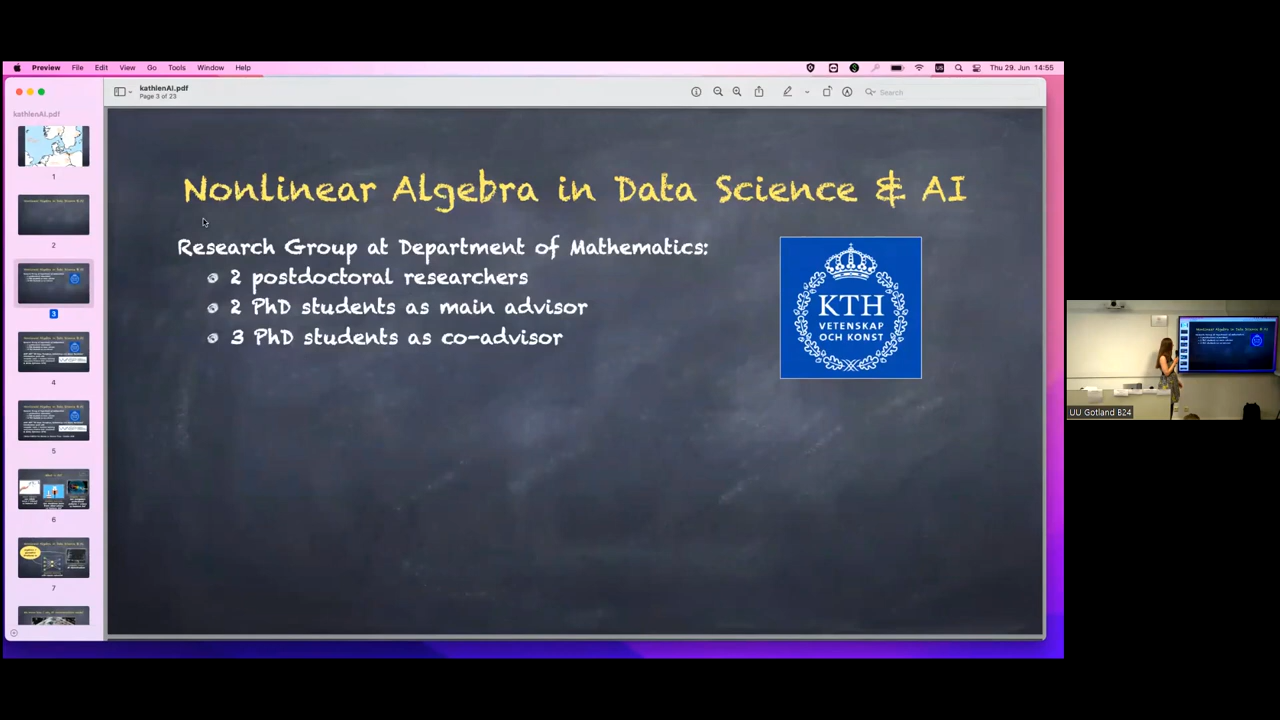 Preview File Edit View Go Tools Window Help
Thu 29. Jun 14:55
kathlenAI.pdf
Page 3 of 23
Search
kathlenAI.pdf
1
2
3
4
5
6
7
Nonlinear Algebra in Data Science & AI
Research Group at Department of Mathematics:
2 postdoctoral researchers
2 PhD students as main advisor
3 PhD students as co-advisor
KTH
VETENSKAP
OCH KONST
UU Gotland B24